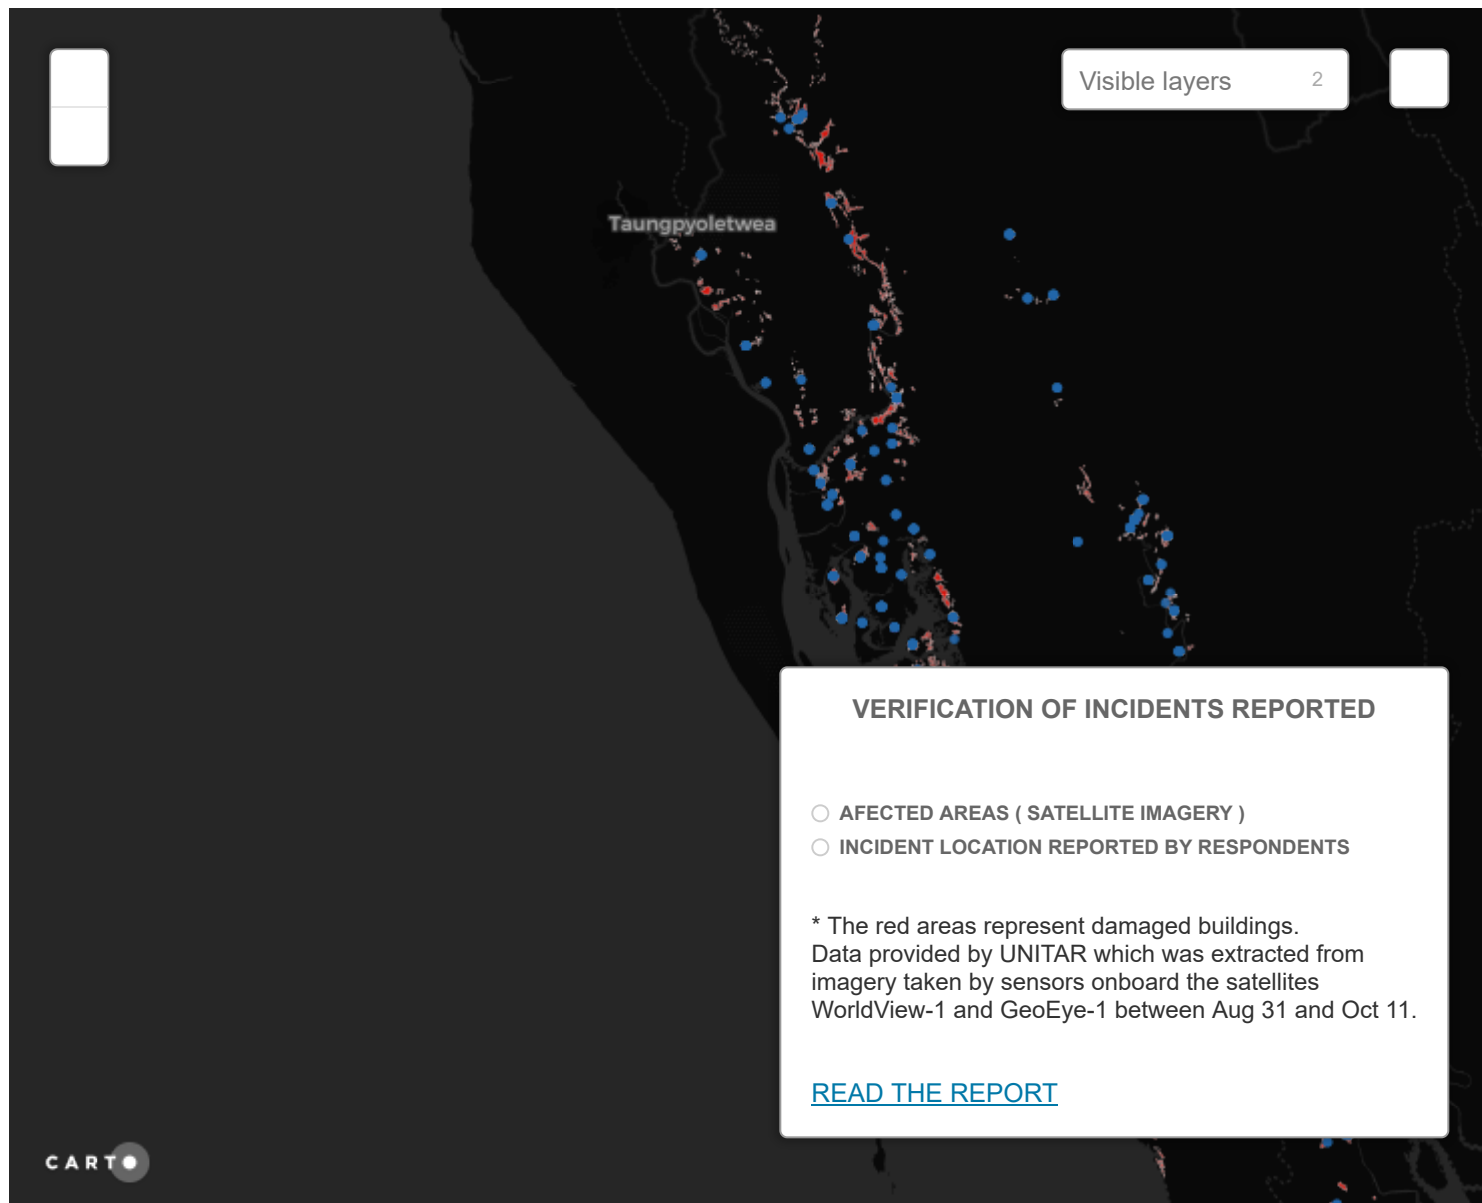 Visible layers 2
Taungpyoletwea
VERIFICATION OF INCIDENTS REPORTED
AFECTED AREAS ( SATELLITE IMAGERY )
INCIDENT LOCATION REPORTED BY RESPONDENTS
* The red areas represent damaged buildings.
Data provided by UNITAR which was extracted from
imagery taken by sensors onboard the satellites
WorldView-1 and GeoEye-1 between Aug 31 and Oct 11.
READ THE REPORT
CARTO